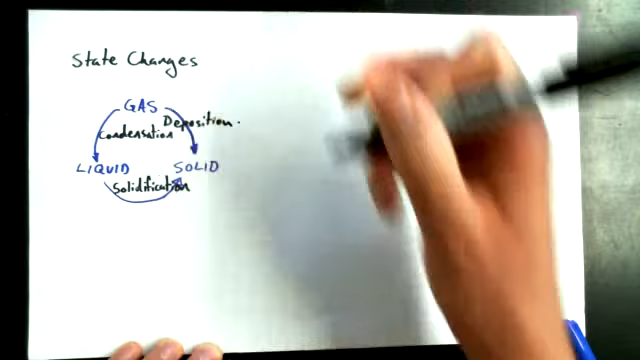 State Changes
GAS
Deposition.
Condensation
LIQUID SOLID
Solidification